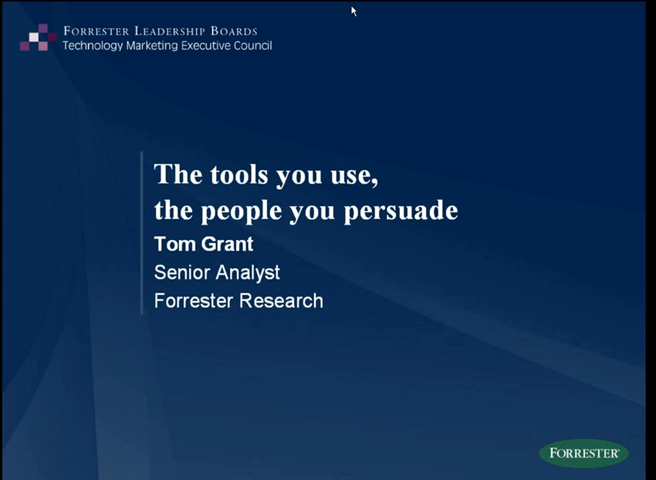 FORRESTER LEADERSHIP BOARDS
Technology Marketing Executive Council
The tools you use,
the people you persuade
Tom Grant
Senior Analyst
Forrester Research
FORRESTER®